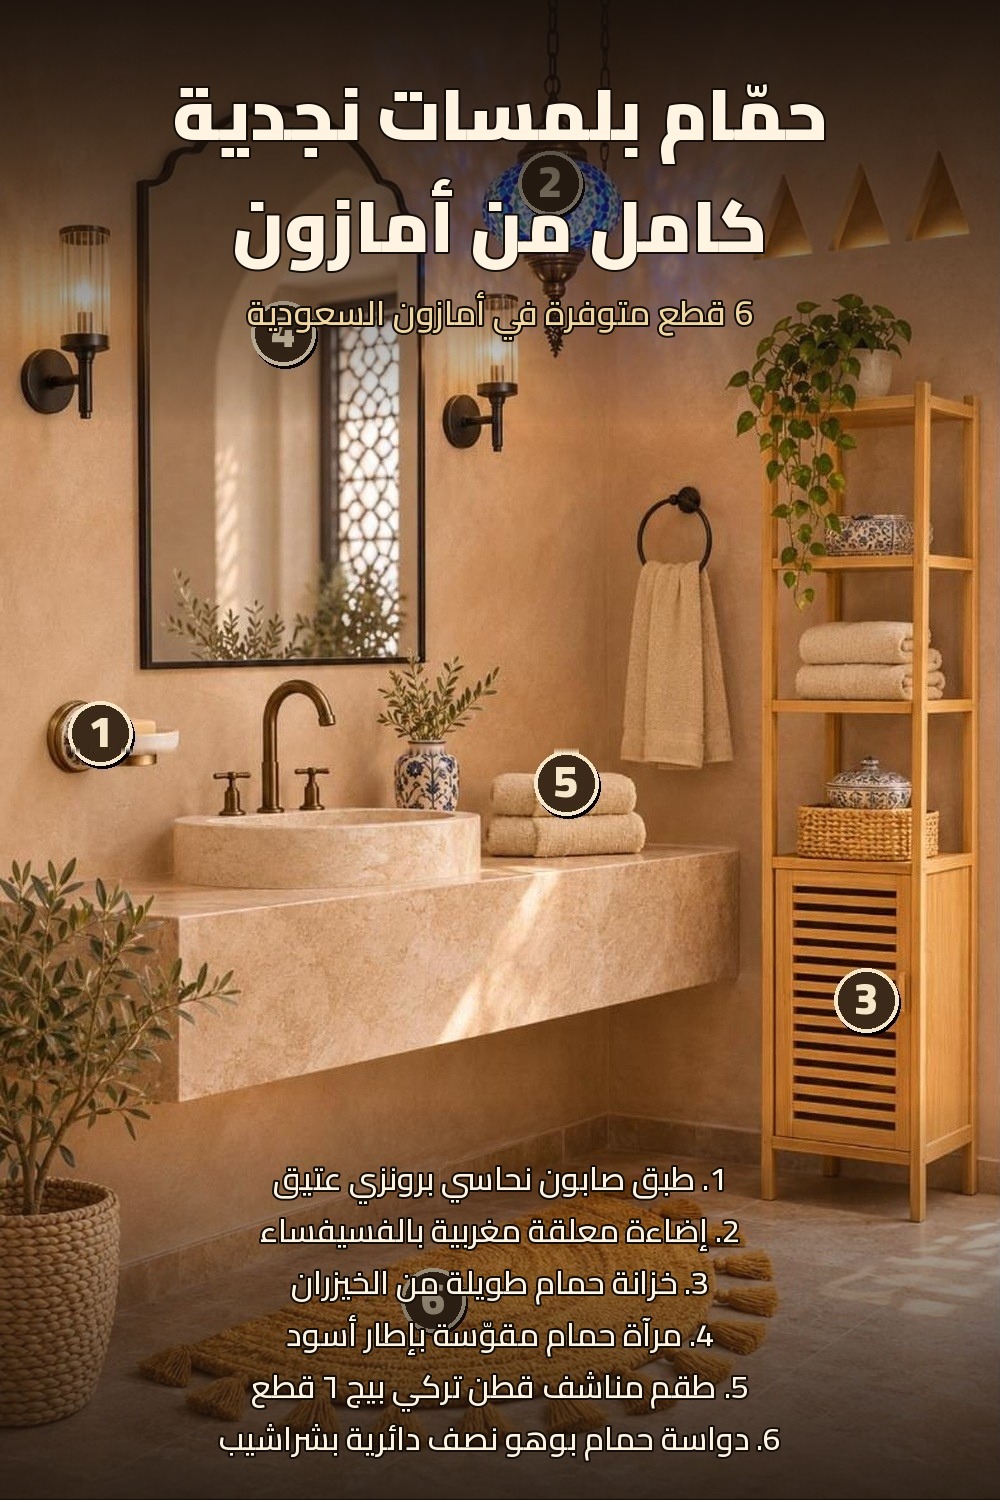 حمّام بلمسات نجدية
كامل من أمازون
6 قطع متوفرة في أمازون السعودية
2
4
1
5
3
6
1. طبق صابون نحاسي برونزي عتيق
2. إضاءة معلقة مغربية بالفسيفساء
3. خزانة حمام طويلة من الخيزران
4. مرآة حمام مقوّسة بإطار أسود
5. طقم مناشف قطن تركي بيج ٦ قطع
6. دواسة حمام بوهو نصف دائرية بشراشيب